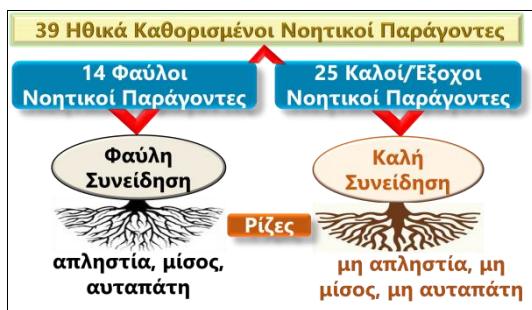 39 Ηθικά Καθορισμένοι Νοητικοί Παράγοντες
14 Φαύλοι
Νοητικοί Παράγοντες
25 Καλοί/Έξοχοι
Νοητικοί Παράγοντες
Φαύλη
Συνείδηση
Καλή
Συνείδηση
Ρίζες
απληστία, μίσος,
αυταπάτη
μη απληστία, μη
μίσος, μη αυταπάτη